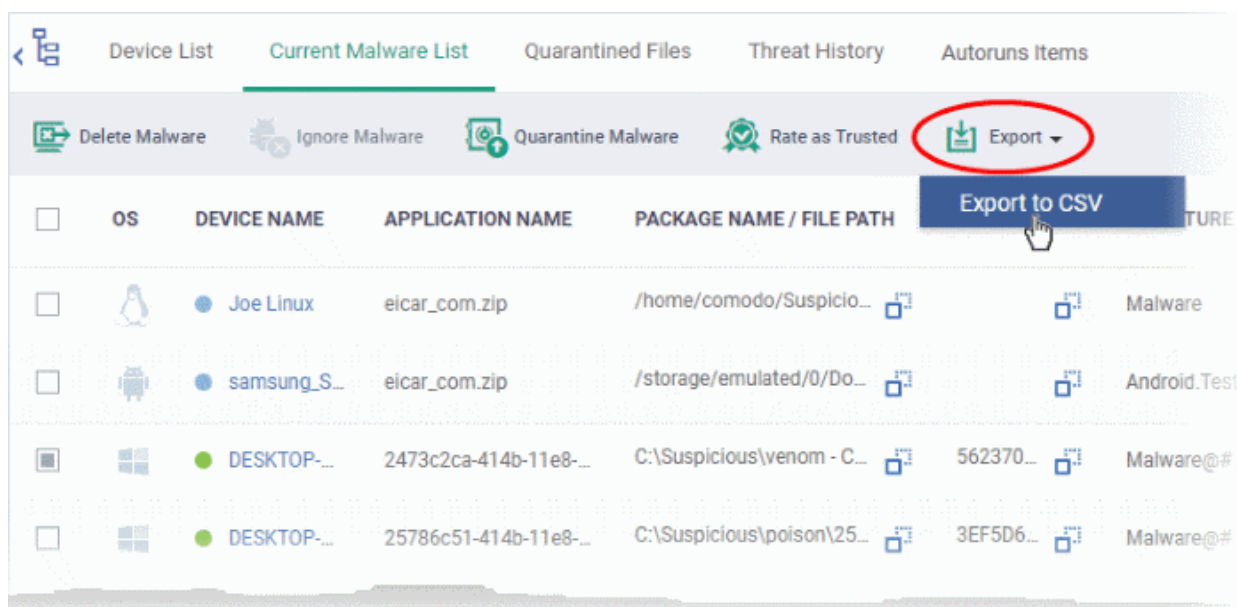 Device List Current Malware List Quarantined Files Threat History Autoruns Items
Delete Malware Ignore Malware Quarantine Malware Rate as Trusted Export
Export to CSV
OS DEVICE NAME APPLICATION NAME PACKAGE NAME / FILE PATH TURE
Joe Linux eicar_com.zip /home/comodo/Suspicio... Malware
samsung_S... eicar_com.zip /storage/emulated/0/Do... Android.Test
DESKTOP-... 2473c2ca-414b-11e8-... C:\Suspicious\venom - C... 562370... Malware@#
DESKTOP-... 25786c51-414b-11e8-... C:\Suspicious\poison\25... 3EF5D6... Malware@#